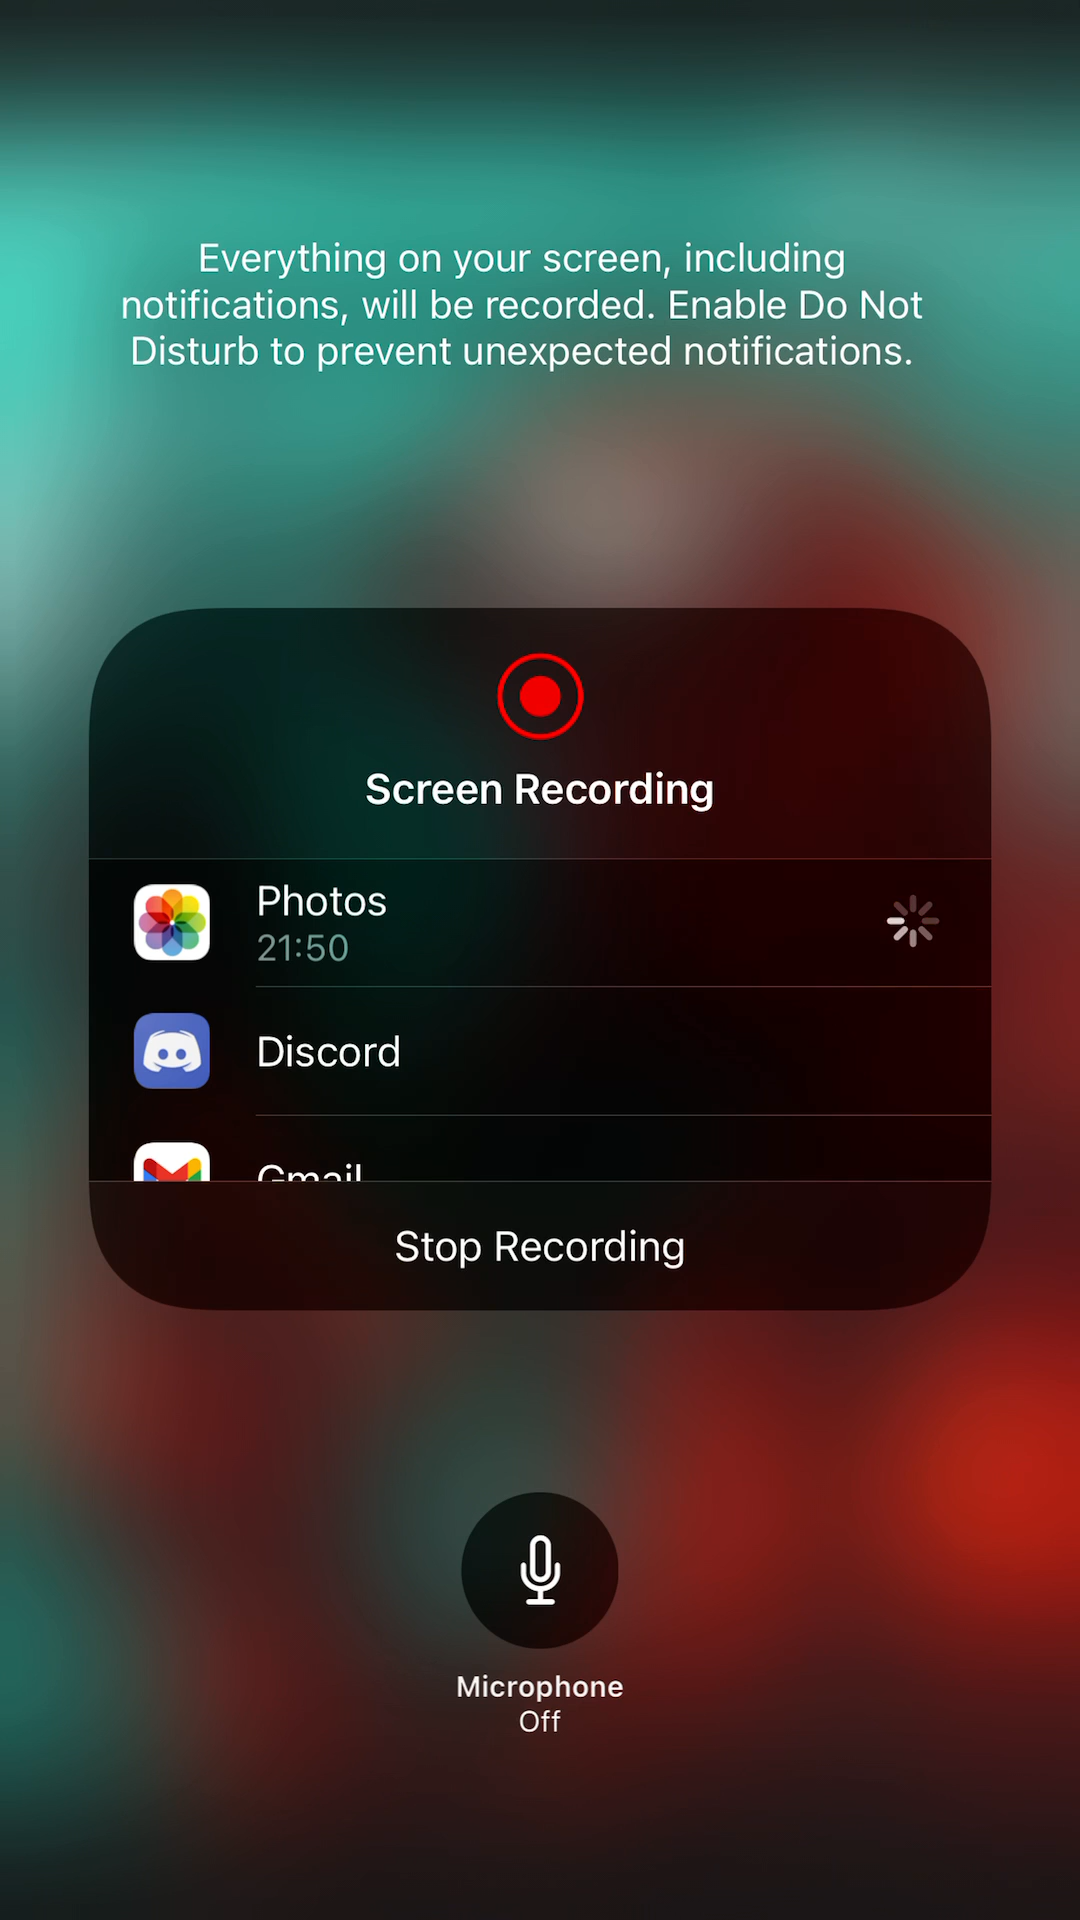 Everything on your screen, including
notifications, will be recorded. Enable Do Not
Disturb to prevent unexpected notifications.
Screen Recording
Photos
21:50
Discord
Gmail
Stop Recording
Microphone
Off